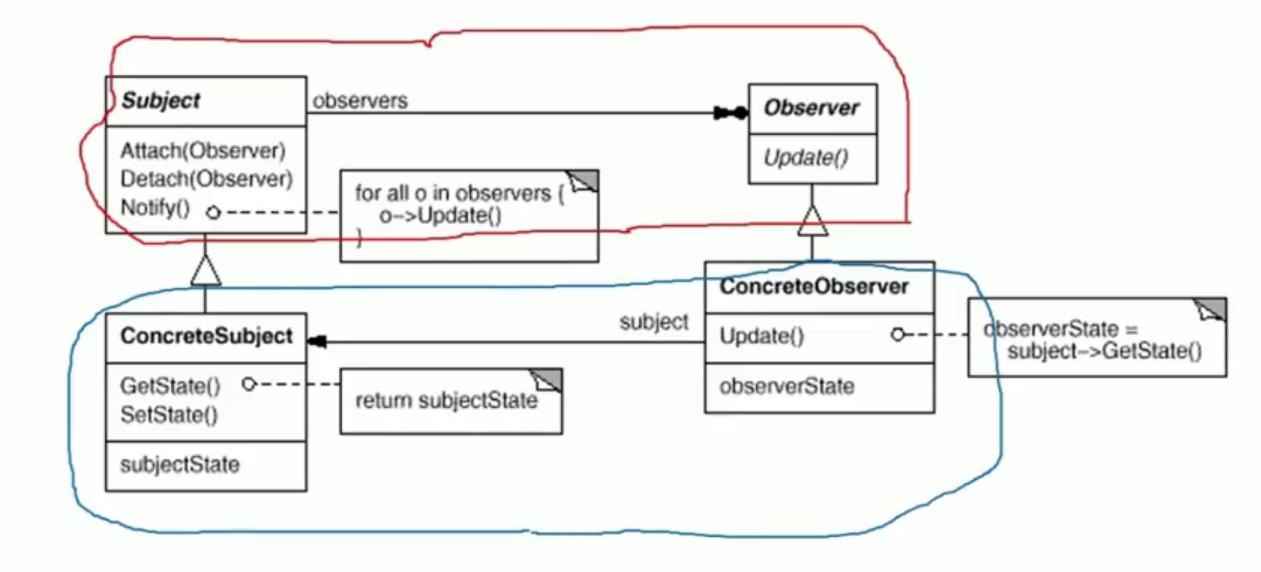 Subject
observers
Observer
Attach(Observer)
Detach(Observer)
Notify()
Update()
for all o in observers {
o->Update()
}
ConcreteSubject
subject
ConcreteObserver
GetState()
SetState()
return subjectState
Update()
observerState =
subject->GetState()
observerState
subjectState